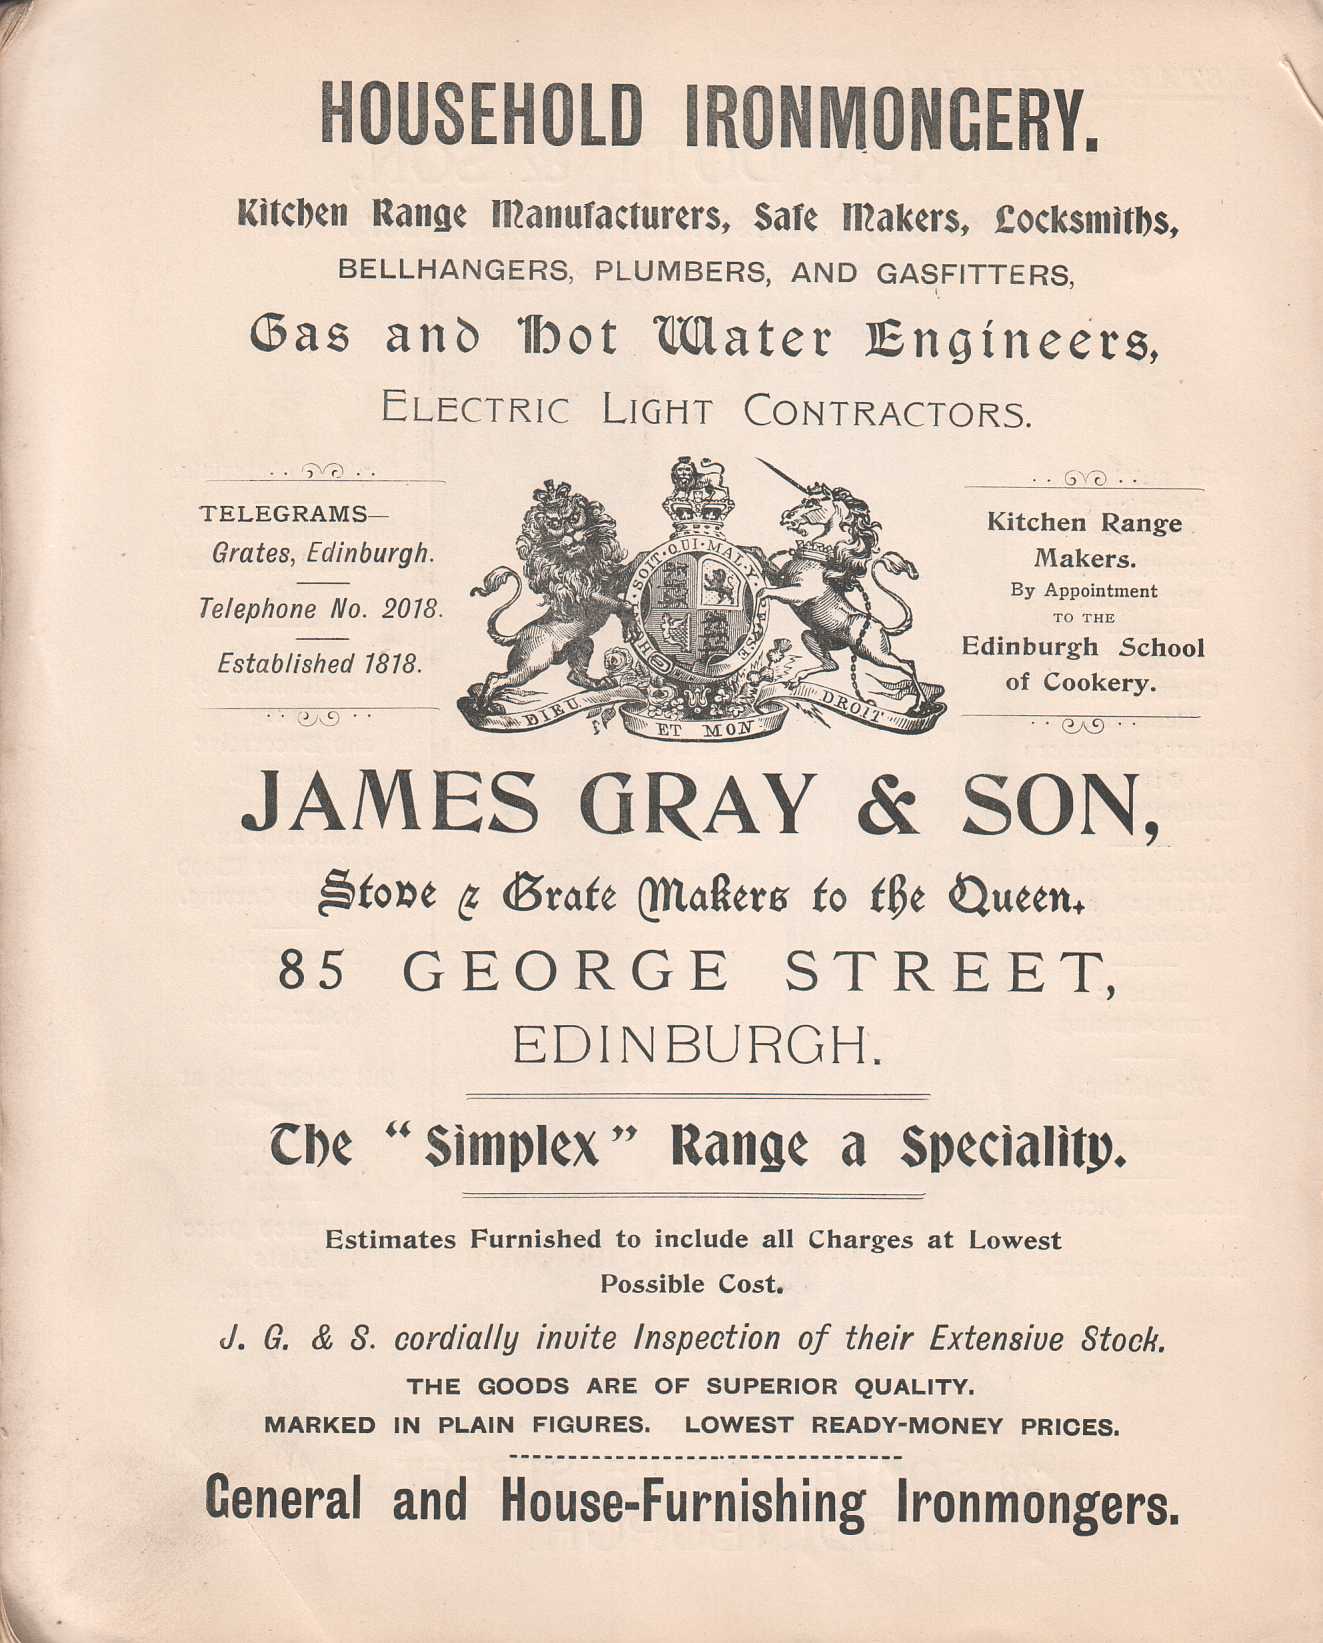 HOUSEHOLD IRONMONGERY.
Kitchen Range Manufacturers, Safe Makers, Locksmiths,
BELLHANGERS, PLUMBERS, AND GASFITTERS,
Gas and Hot Water Engineers,
ELECTRIC LIGHT CONTRACTORS.
TELEGRAMS—
Grates, Edinburgh.
Telephone No. 2018.
Established 1818.
HONI SOIT QUI MAL Y PENSE
DIEU ET MON DROIT
Kitchen Range
Makers.
By Appointment
TO THE
Edinburgh School
of Cookery.
JAMES GRAY & SON,
Stove & Grate Makers to the Queen.
85 GEORGE STREET,
EDINBURGH.
The "Simplex" Range a Speciality.
Estimates Furnished to include all Charges at Lowest
Possible Cost.
J. G. & S. cordially invite Inspection of their Extensive Stock.
THE GOODS ARE OF SUPERIOR QUALITY.
MARKED IN PLAIN FIGURES. LOWEST READY-MONEY PRICES.
General and House-Furnishing Ironmongers.